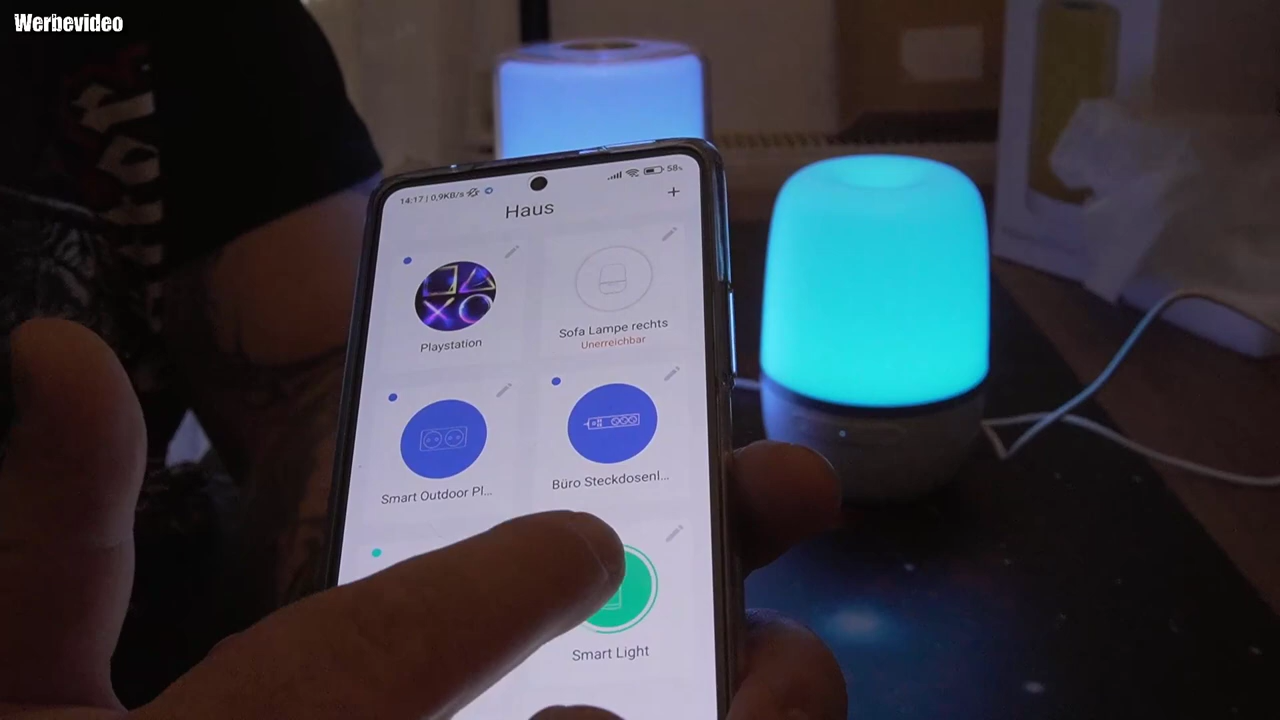 Werbevideo
14:17 | 0,9KB/s
58%
Haus
+
Playstation
Sofa Lampe rechts
Unerreichbar
Smart Outdoor Pl...
Büro Steckdosenl...
Smart Light